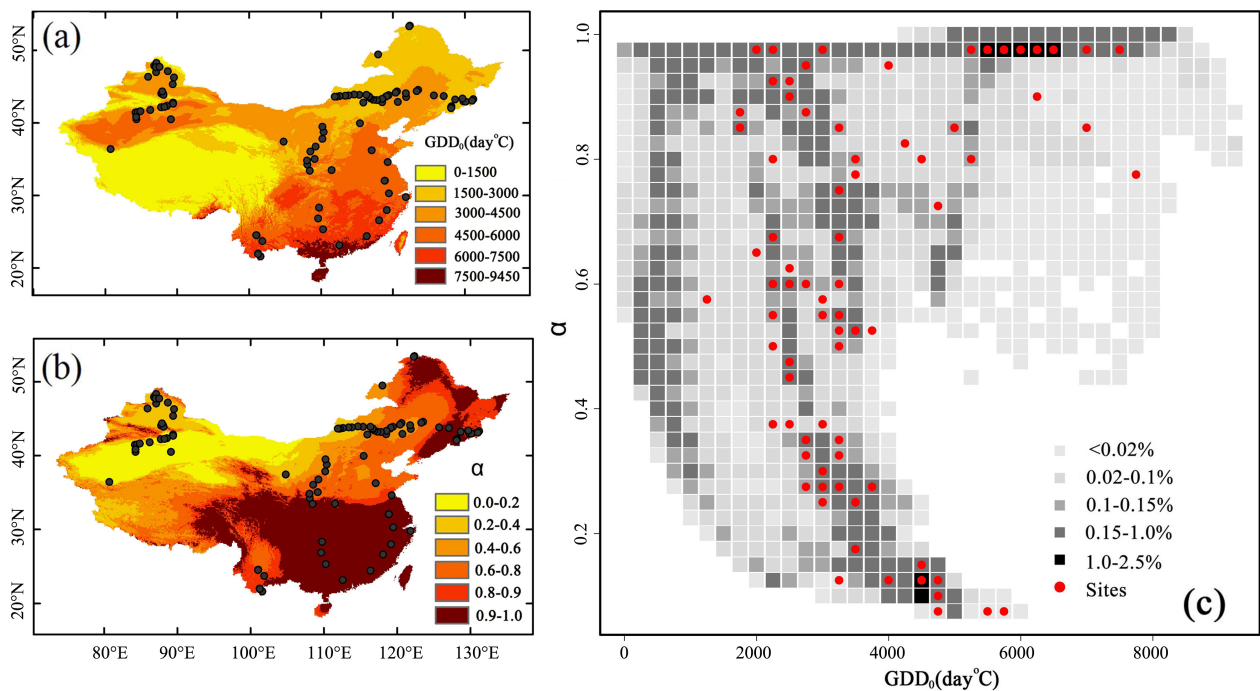 (a)
50°N
40°N
30°N
20°N
GDD₀(day°C)
0-1500
1500-3000
3000-4500
4500-6000
6000-7500
7500-9450
(b)
50°N
40°N
30°N
20°N
α
0.0-0.2
0.2-0.4
0.4-0.6
0.6-0.8
0.8-0.9
0.9-1.0
80°E 90°E 100°E 110°E 120°E 130°E
α
1.0
0.8
0.6
0.4
0.2
<0.02%
0.02-0.1%
0.1-0.15%
0.15-1.0%
1.0-2.5%
Sites
(c)
0 2000 4000 6000 8000
GDD₀(day°C)